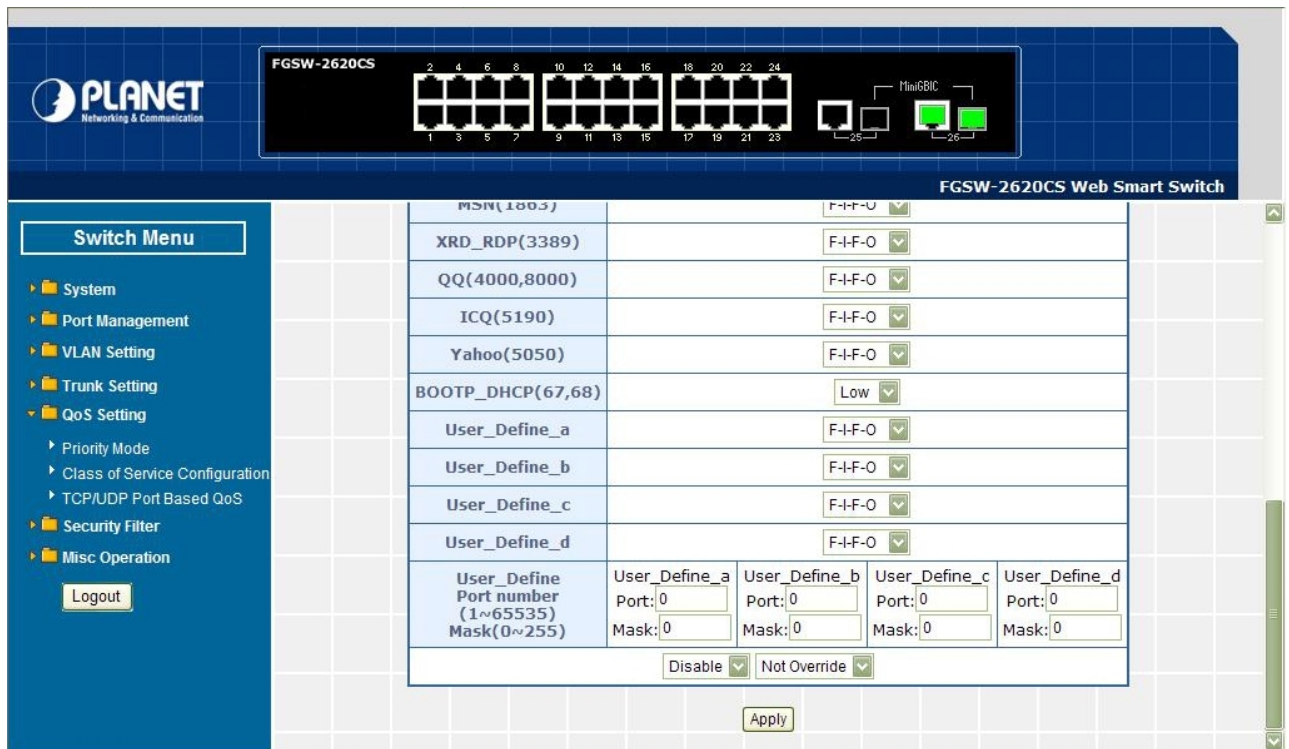 PLANET
Networking & Communication
FGSW-2620CS
2 4 6 8 10 12 14 16 18 20 22 24
MiniGBIC
1 3 5 7 9 11 13 15 17 19 21 23
25 26
FGSW-2620CS Web Smart Switch
Switch Menu
System
Port Management
VLAN Setting
Trunk Setting
QoS Setting
Priority Mode
Class of Service Configuration
TCP/UDP Port Based QoS
Security Filter
Misc Operation
Logout
MSN(1863) F-I-F-O
XRD_RDP(3389) F-I-F-O
QQ(4000,8000) F-I-F-O
ICQ(5190) F-I-F-O
Yahoo(5050) F-I-F-O
BOOTP_DHCP(67,68) Low
User_Define_a F-I-F-O
User_Define_b F-I-F-O
User_Define_c F-I-F-O
User_Define_d F-I-F-O
User_Define
Port number
(1~65535)
Mask(0~255)
User_Define_a User_Define_b User_Define_c User_Define_d
Port: 0 Port: 0 Port: 0 Port: 0
Mask: 0 Mask: 0 Mask: 0 Mask: 0
Disable Not Override
Apply